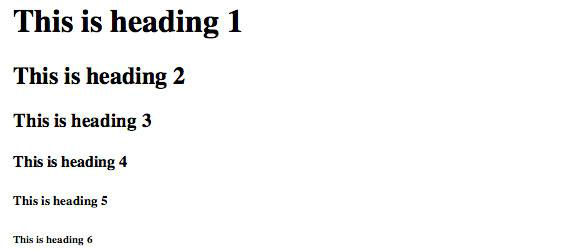 This is heading 1
This is heading 2
This is heading 3
This is heading 4
This is heading 5
This is heading 6